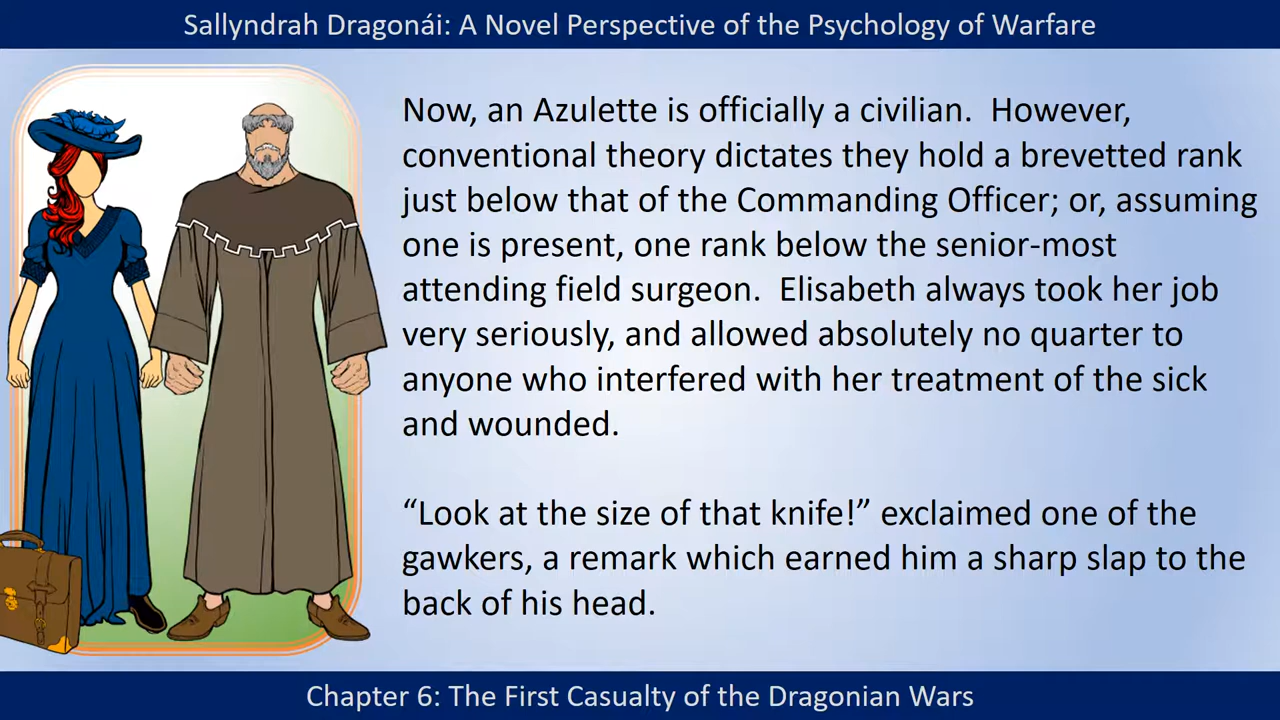 Sallyndrah Dragonái: A Novel Perspective of the Psychology of Warfare
Now, an Azulette is officially a civilian.  However,
conventional theory dictates they hold a brevetted rank
just below that of the Commanding Officer; or, assuming
one is present, one rank below the senior-most
attending field surgeon.  Elisabeth always took her job
very seriously, and allowed absolutely no quarter to
anyone who interfered with her treatment of the sick
and wounded.
“Look at the size of that knife!” exclaimed one of the
gawkers, a remark which earned him a sharp slap to the
back of his head.
Chapter 6: The First Casualty of the Dragonian Wars